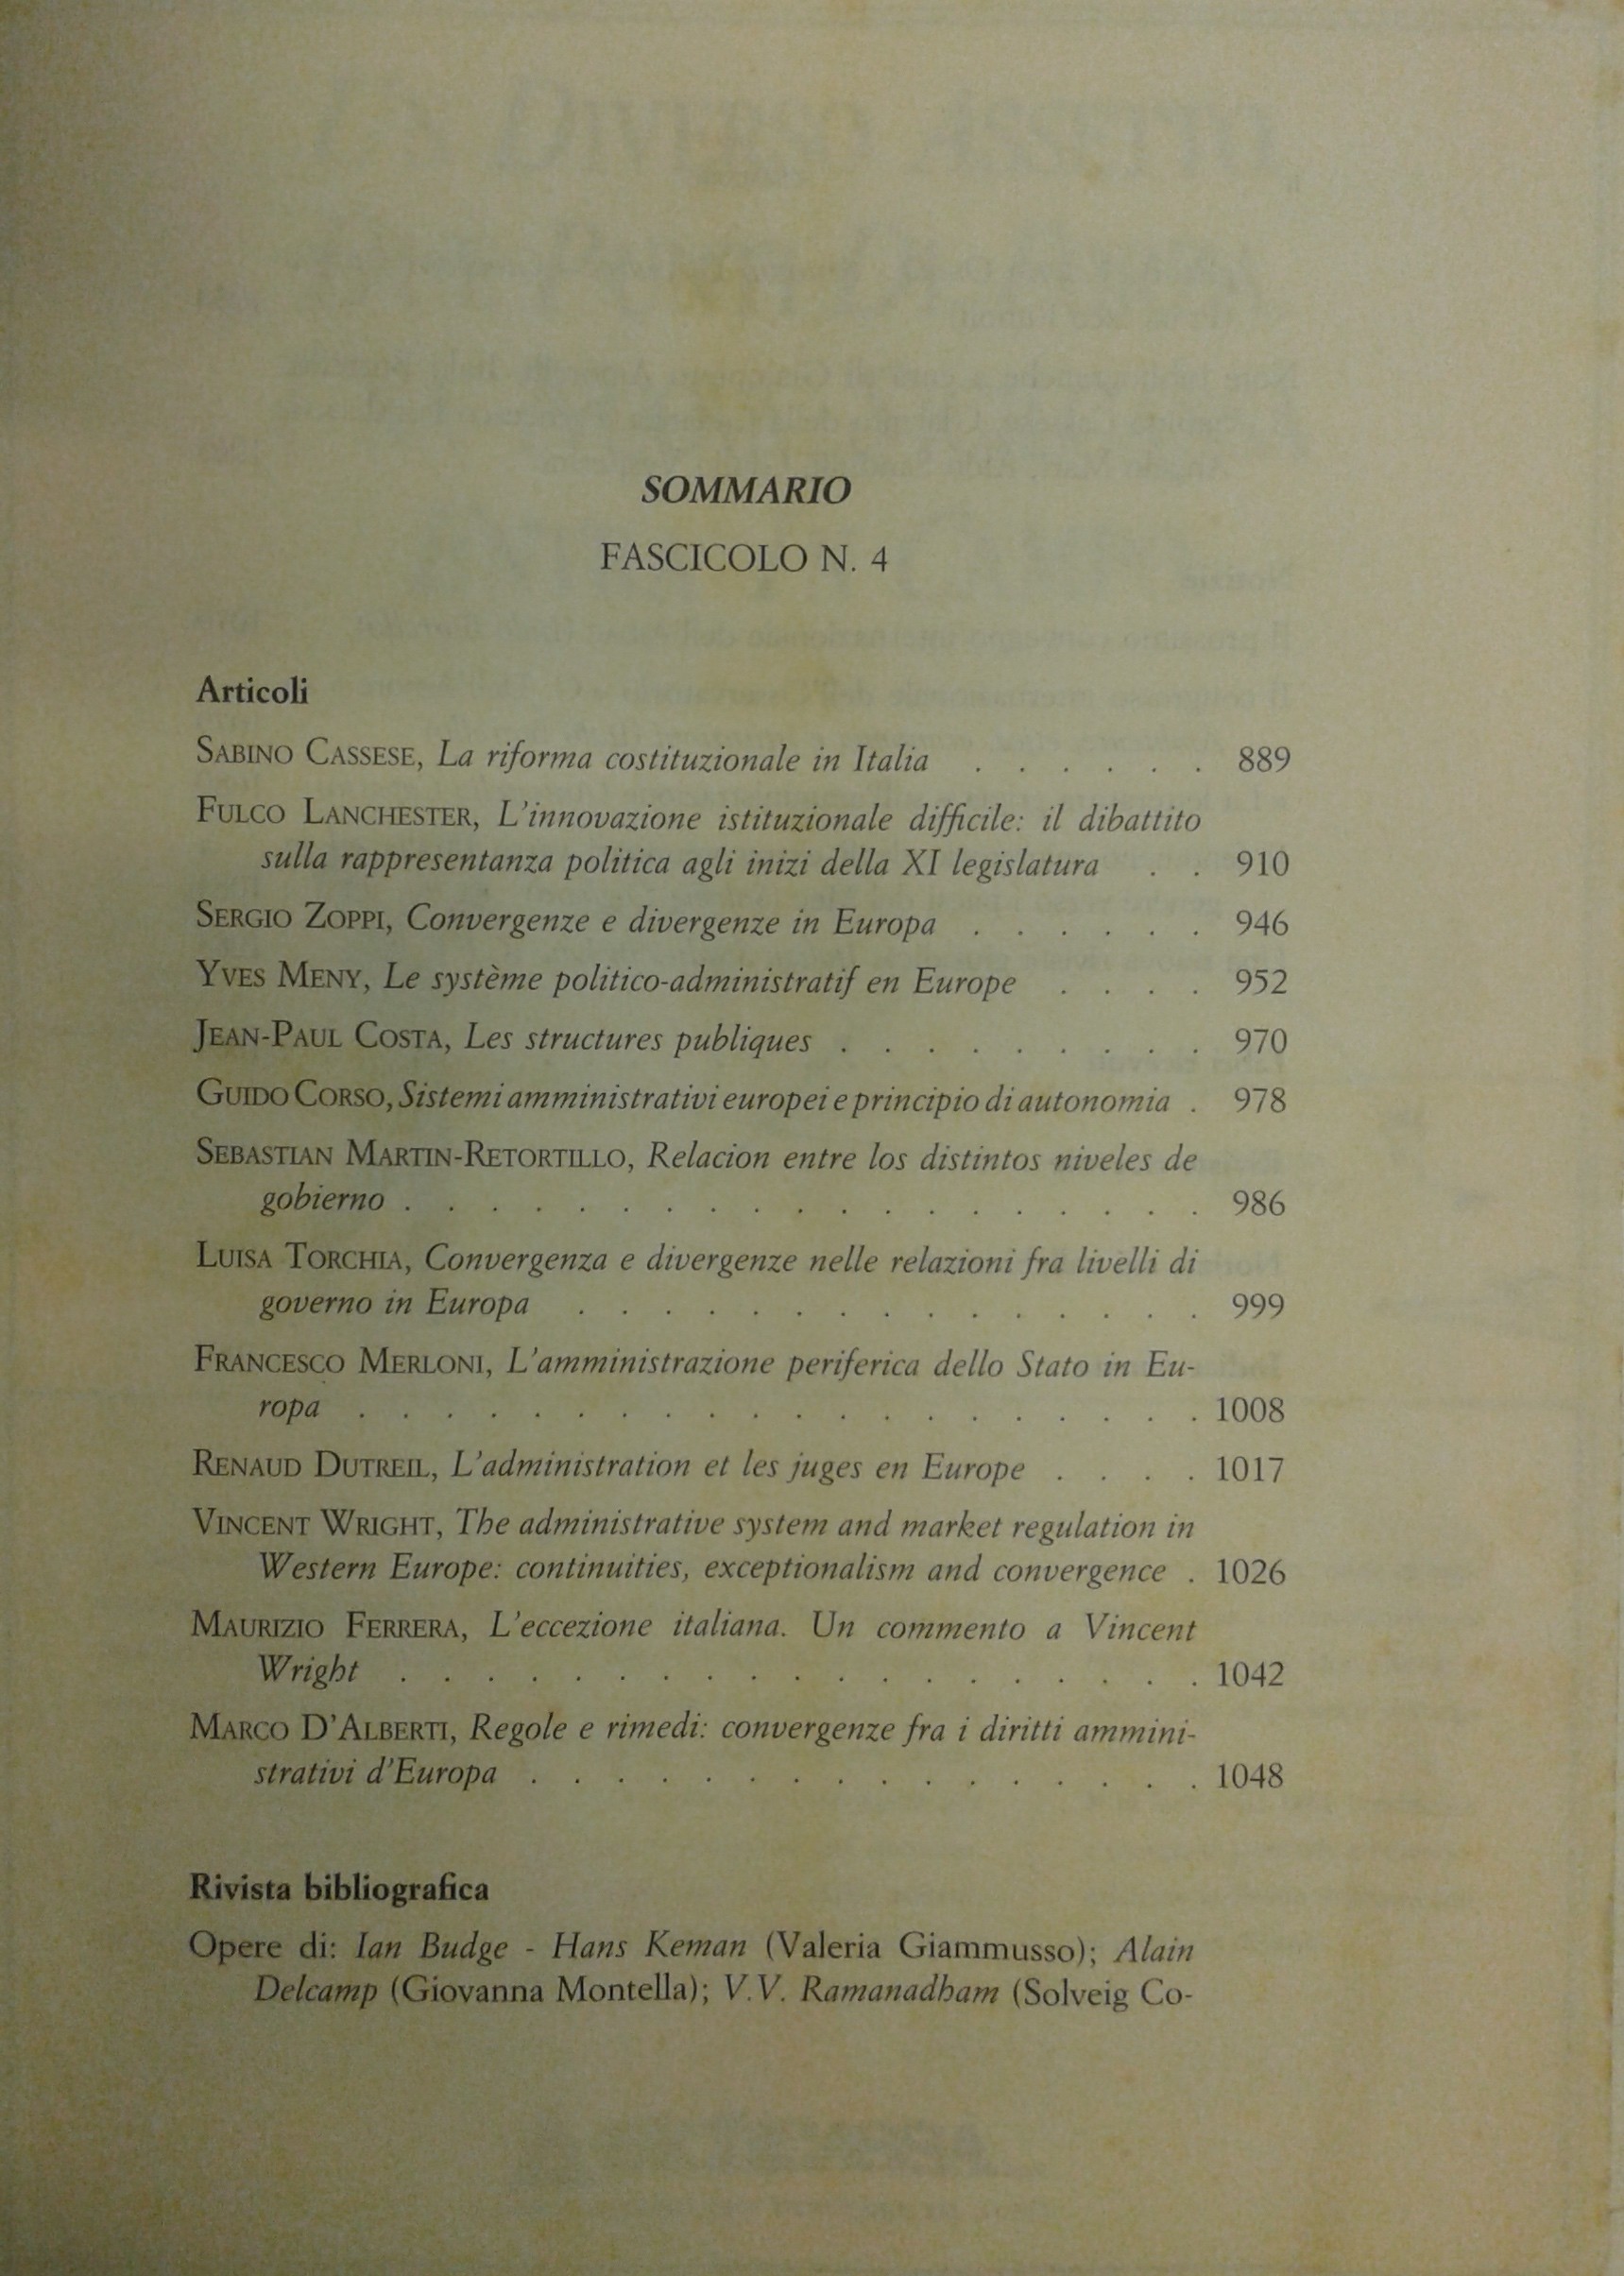 SOMMARIO
FASCICOLO N. 4
Articoli
SABINO CASSESE, La riforma costituzionale in Italia . . . . . . 889
FULCO LANCHESTER, L'innovazione istituzionale difficile: il dibattito
sulla rappresentanza politica agli inizi della XI legislatura . . 910
SERGIO ZOPPI, Convergenze e divergenze in Europa . . . . . . 946
YVES MENY, Le système politico-administratif en Europe . . . . 952
JEAN-PAUL COSTA, Les structures publiques . . . . . . . . . 970
GUIDO CORSO, Sistemi amministrativi europei e principio di autonomia . 978
SEBASTIAN MARTIN-RETORTILLO, Relacion entre los distintos niveles de
gobierno . . . . . . . . . . . . . . . . . . . 986
LUISA TORCHIA, Convergenza e divergenze nelle relazioni fra livelli di
governo in Europa . . . . . . . . . . . . . . . 999
FRANCESCO MERLONI, L'amministrazione periferica dello Stato in Eu-
ropa . . . . . . . . . . . . . . . . . . . . 1008
RENAUD DUTREIL, L'administration et les juges en Europe . . . . 1017
VINCENT WRIGHT, The administrative system and market regulation in
Western Europe: continuities, exceptionalism and convergence . 1026
MAURIZIO FERRERA, L'eccezione italiana. Un commento a Vincent
Wright . . . . . . . . . . . . . . . . . . . 1042
MARCO D'ALBERTI, Regole e rimedi: convergenze fra i diritti ammini-
strativi d'Europa . . . . . . . . . . . . . . . . 1048
Rivista bibliografica
Opere di: Ian Budge - Hans Keman (Valeria Giammusso); Alain
Delcamp (Giovanna Montella); V.V. Ramanadham (Solveig Co-